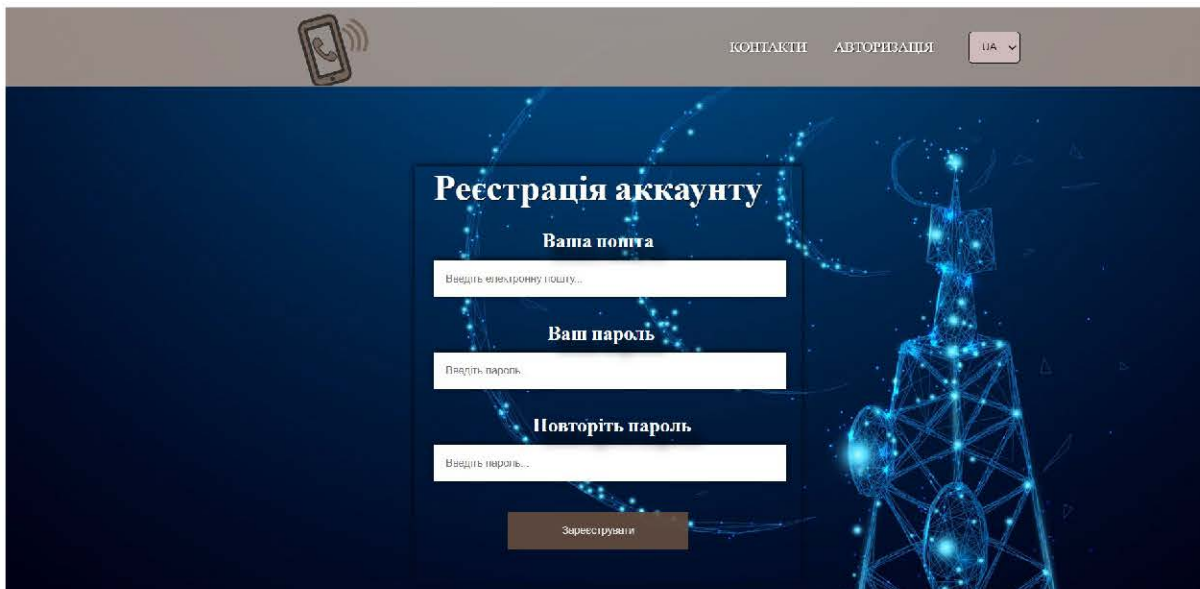 КОНТАКТИ АВТОРИЗАЦІЯ UA
Реєстрація аккаунту
Ваша пошта
Введіть електронну пошту...
Ваш пароль
Введіть пароль...
Повторіть пароль
Введіть пароль...
Зареєструвати